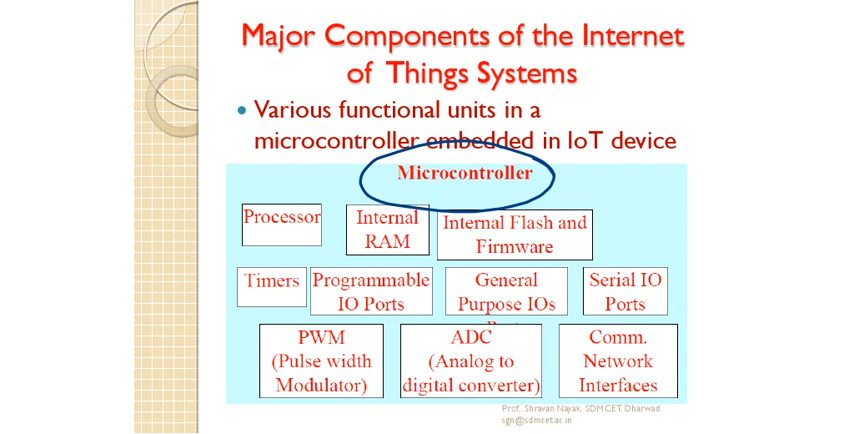 Major Components of the Internet
of Things Systems
Various functional units in a
microcontroller embedded in IoT device
Microcontroller
Processor
Internal
RAM
Internal Flash and
Firmware
Timers
Programmable
IO Ports
General
Purpose IOs
Serial IO
Ports
PWM
(Pulse width
Modulator)
ADC
(Analog to
digital converter)
Comm.
Network
Interfaces
Prof. Shravan Nayak, SDMCET, Dharwad.
sgn@sdmcet.ac.in